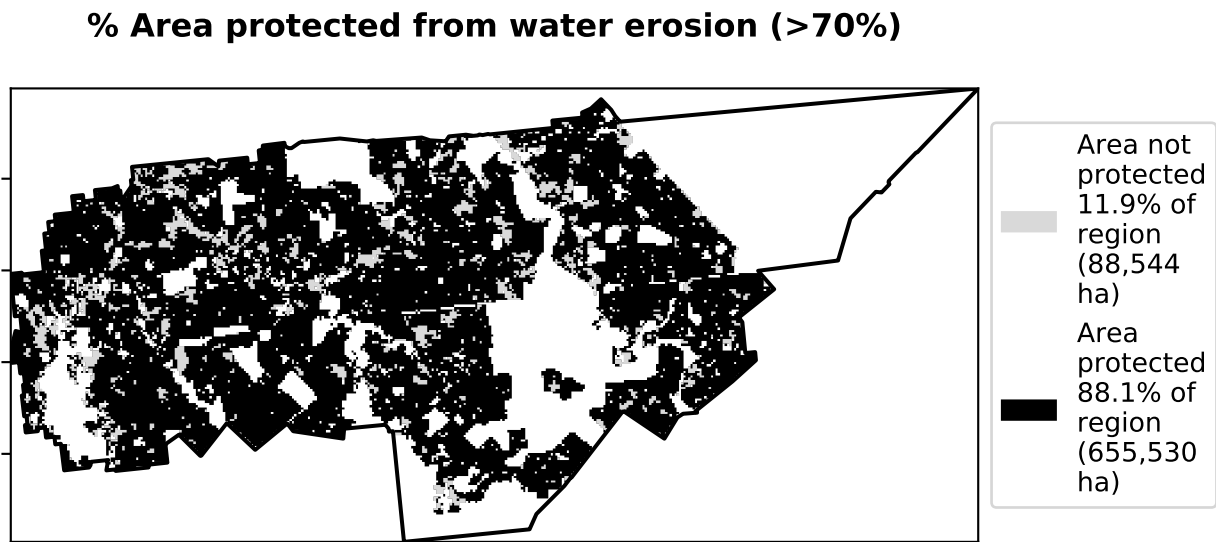 % Area protected from water erosion (>70%)
Area not
protected
11.9% of
region
(88,544
ha)
Area
protected
88.1% of
region
(655,530
ha)